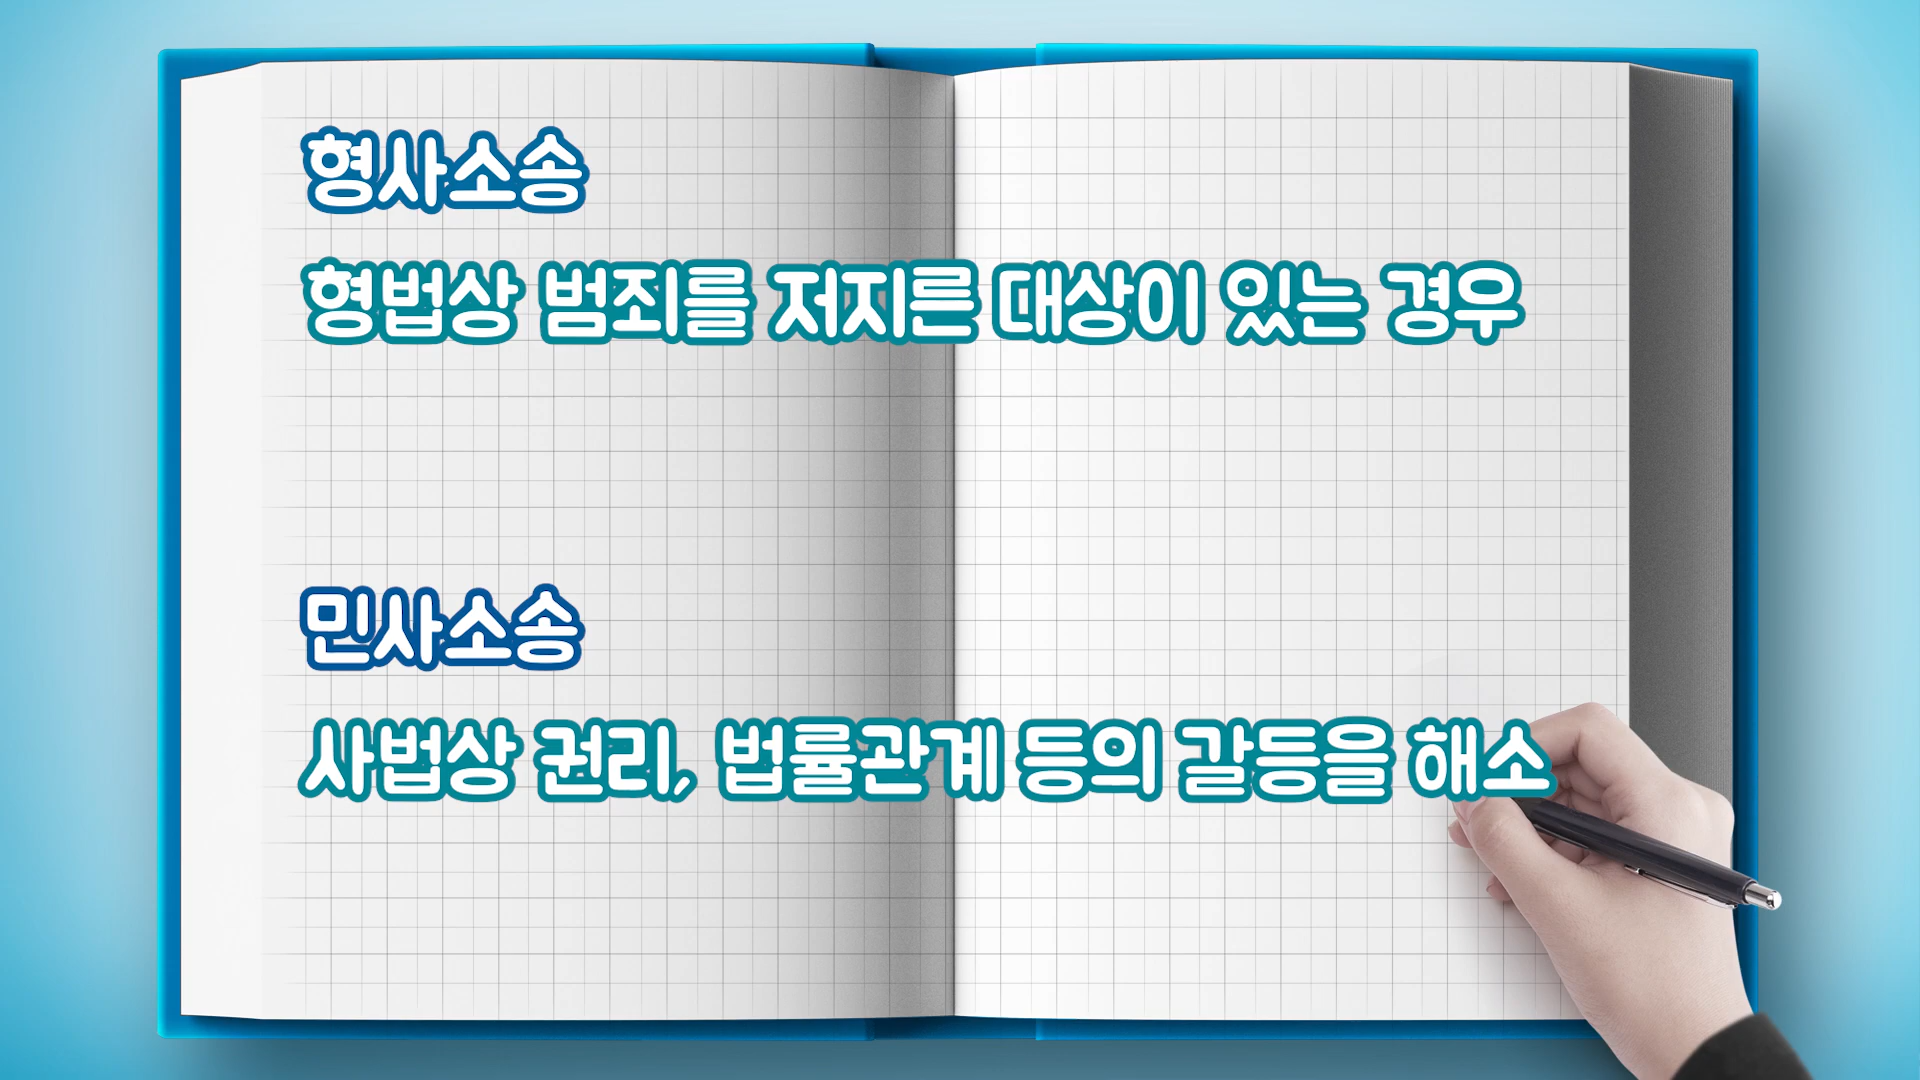 형사소송
형법상 범죄를 저지른 대상이 있는 경우
민사소송
사법상 권리, 법률관계 등의 갈등을 해소